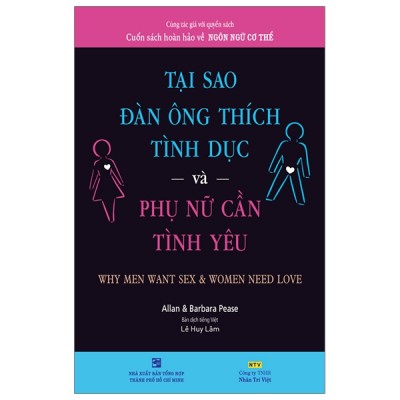 Cùng tác giả với quyển sách
Cuốn sách hoàn hảo về NGÔN NGỮ CƠ THỂ
TẠI SAO
ĐÀN ÔNG THÍCH
TÌNH DỤC
– và –
PHỤ NỮ CẦN
TÌNH YÊU
WHY MEN WANT SEX & WOMEN NEED LOVE
Allan & Barbara Pease
Bản dịch tiếng Việt
Lê Huy Lâm
NHÀ XUẤT BẢN TỔNG HỢP
THÀNH PHỐ HỒ CHÍ MINH
NTV
Công ty TNHH
Nhân Trí Việt